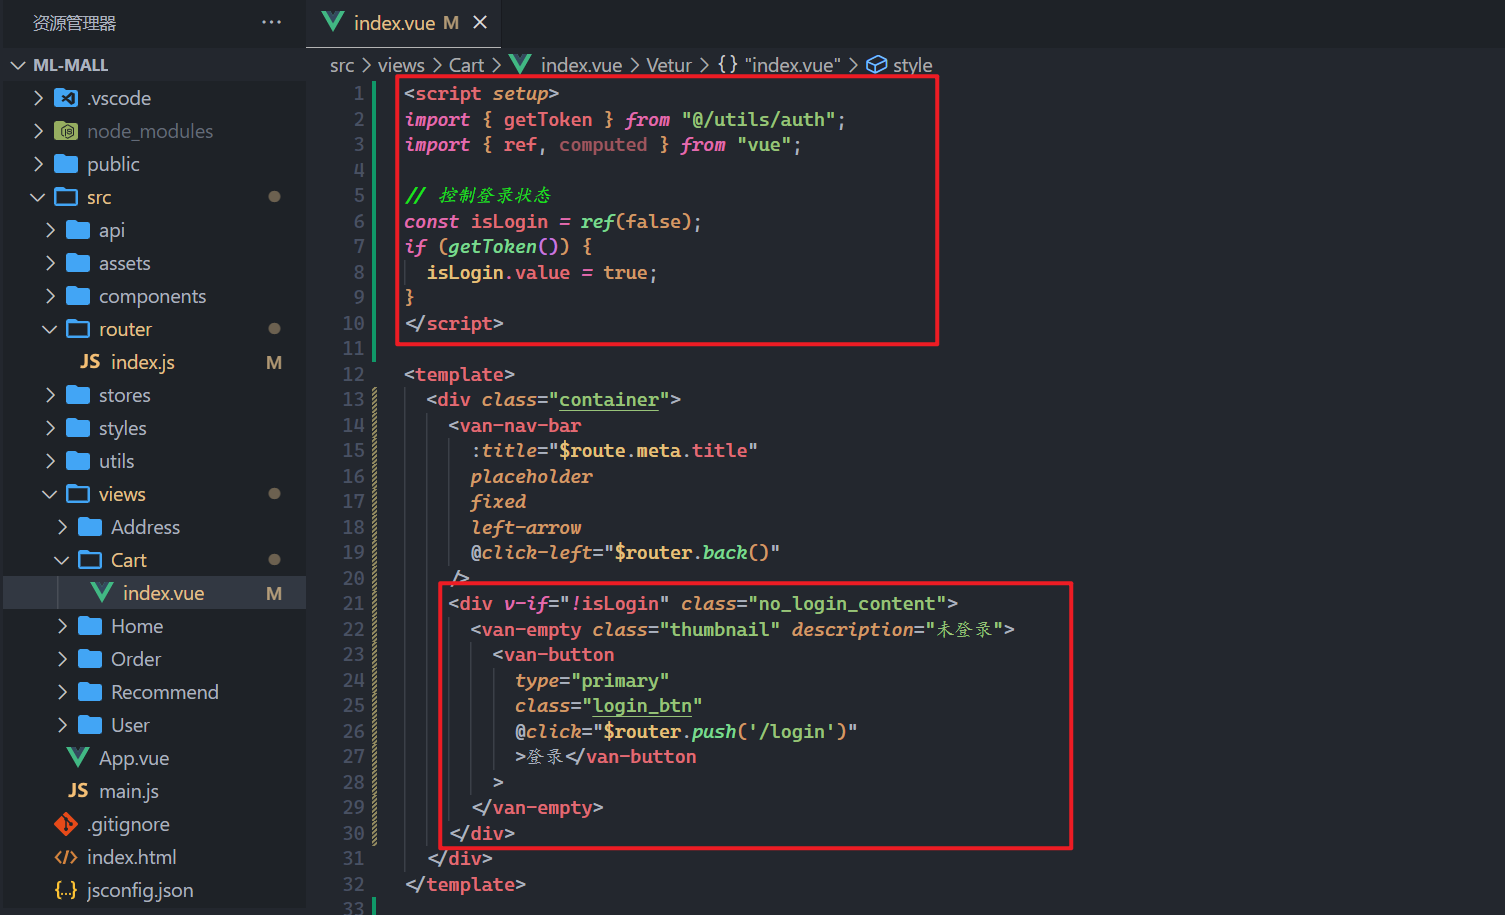 资源管理器 ···
index.vue M
ML-MALL
src > views > Cart > index.vue > Vetur > {} "index.vue" > style
.vscode
node_modules
public
src
api
assets
components
router
JS index.js M
stores
styles
utils
views
Address
Cart
index.vue M
Home
Order
Recommend
User
App.vue
JS main.js
.gitignore
index.html
jsconfig.json
1 <script setup>
2 import { getToken } from "@/utils/auth";
3 import { ref, computed } from "vue";
4
5 // 控制登录状态
6 const isLogin = ref(false);
7 if (getToken()) {
8   isLogin.value = true;
9 }
10 </script>
11
12 <template>
13   <div class="container">
14     <van-nav-bar
15       :title="$route.meta.title"
16       placeholder
17       fixed
18       left-arrow
19       @click-left="$router.back()"
20     />
21     <div v-if="!isLogin" class="no_login_content">
22       <van-empty class="thumbnail" description="未登录">
23         <van-button
24           type="primary"
25           class="login_btn"
26           @click="$router.push('/login')"
27           >登录</van-button
28         >
29       </van-empty>
30     </div>
31   </div>
32 </template>
33